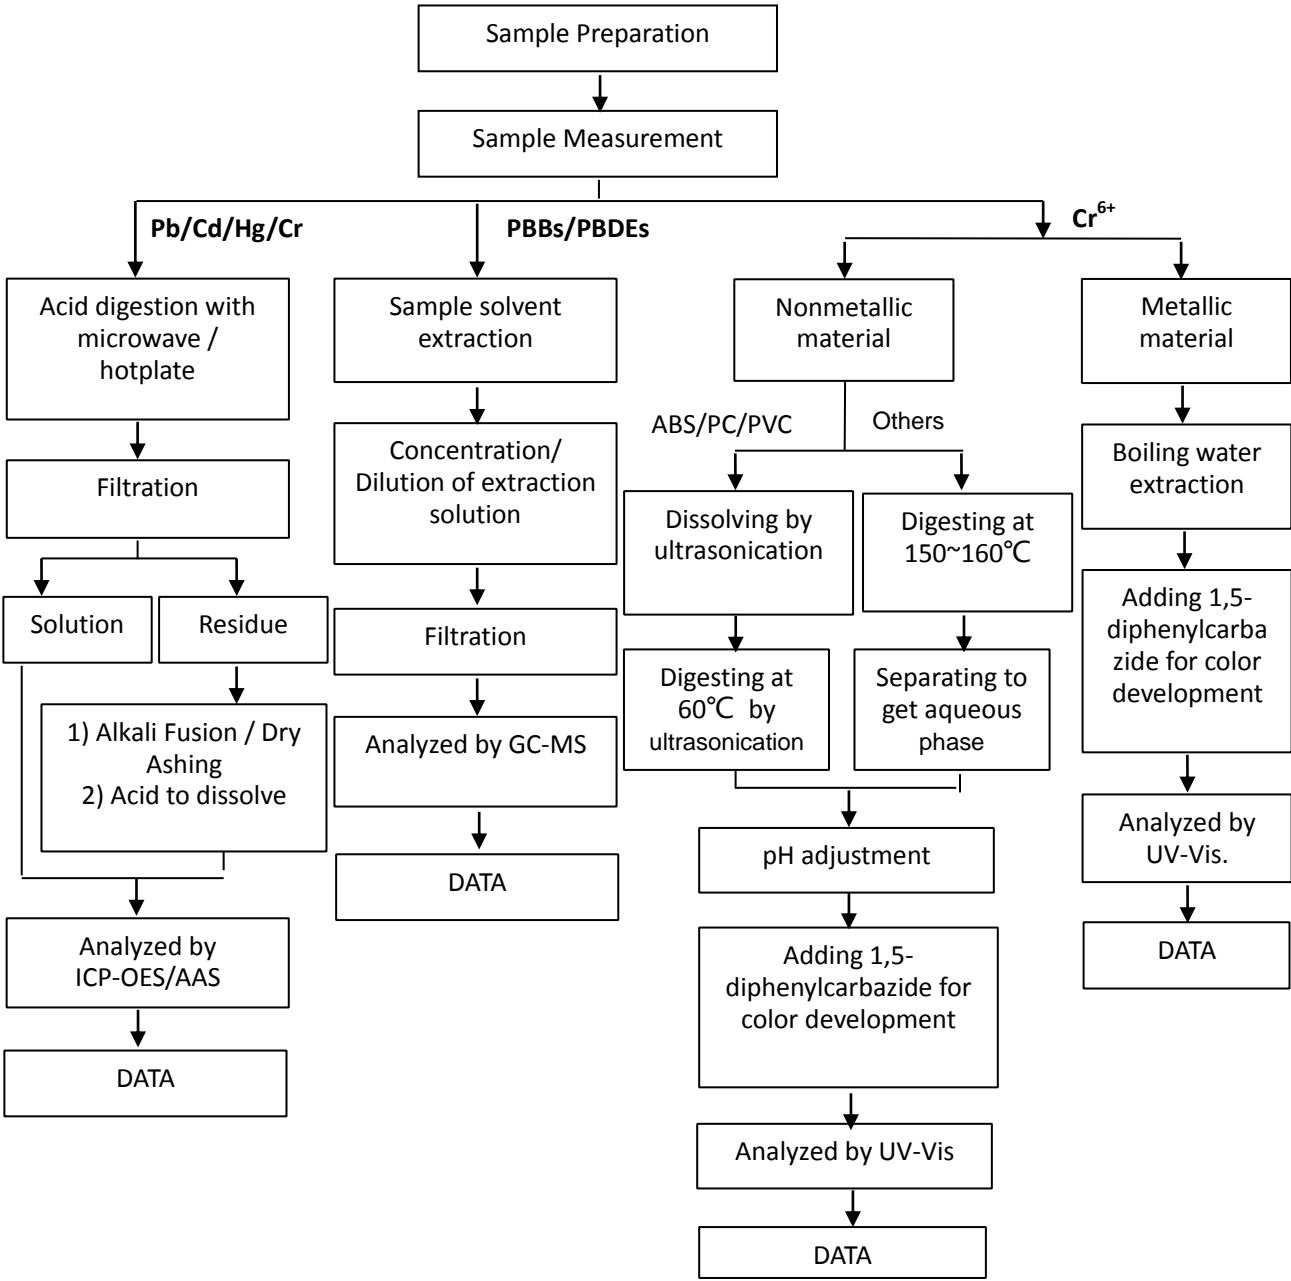 Sample Preparation
Sample Measurement
Pb/Cd/Hg/Cr
PBBs/PBDEs
Cr⁶⁺
Acid digestion with
microwave /
hotplate
Filtration
Solution
Residue
1) Alkali Fusion / Dry
Ashing
2) Acid to dissolve
Analyzed by
ICP-OES/AAS
DATA
Sample solvent
extraction
Concentration/
Dilution of extraction
solution
Filtration
Analyzed by GC-MS
DATA
Nonmetallic
material
ABS/PC/PVC
Others
Dissolving by
ultrasonication
Digesting at
60℃ by
ultrasonication
Digesting at
150~160℃
Separating to
get aqueous
phase
pH adjustment
Adding 1,5-
diphenylcarbazide for
color development
Analyzed by UV-Vis
DATA
Metallic
material
Boiling water
extraction
Adding 1,5-
diphenylcarba
zide for color
development
Analyzed by
UV-Vis.
DATA